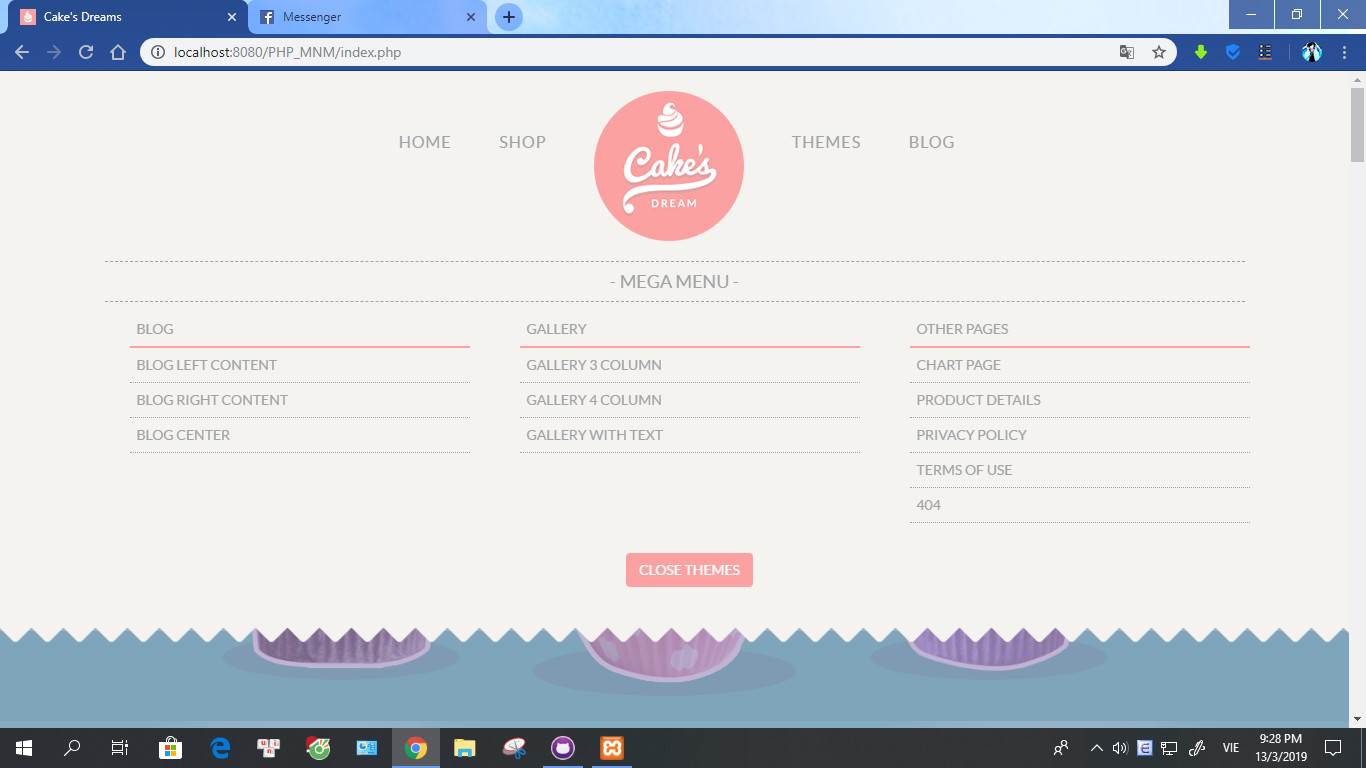 Cake's Dreams
Messenger
localhost:8080/PHP_MNM/index.php
HOME SHOP THEMES BLOG
Cake's
DREAM
- MEGA MENU -
BLOG GALLERY OTHER PAGES
BLOG LEFT CONTENT GALLERY 3 COLUMN CHART PAGE
BLOG RIGHT CONTENT GALLERY 4 COLUMN PRODUCT DETAILS
BLOG CENTER GALLERY WITH TEXT PRIVACY POLICY
TERMS OF USE
404
CLOSE THEMES
VIE
9:28 PM
13/3/2019